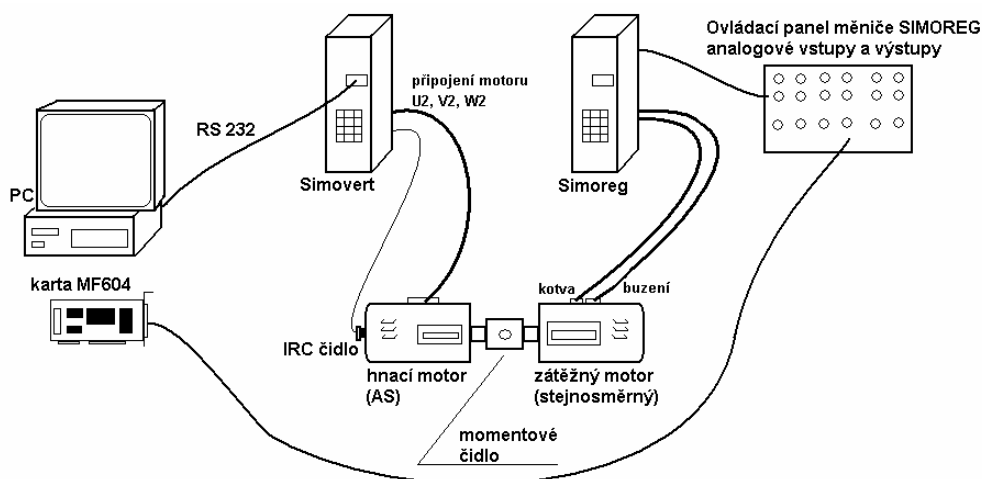 Ovládací panel měniče SIMOREG
analogové vstupy a výstupy
připojení motoru
U2, V2, W2
RS 232
PC
Simovert
Simoreg
karta MF604
kotva
buzení
IRC čidlo
hnací motor
(AS)
zátěžný motor
(stejnosměrný)
momentové
čidlo